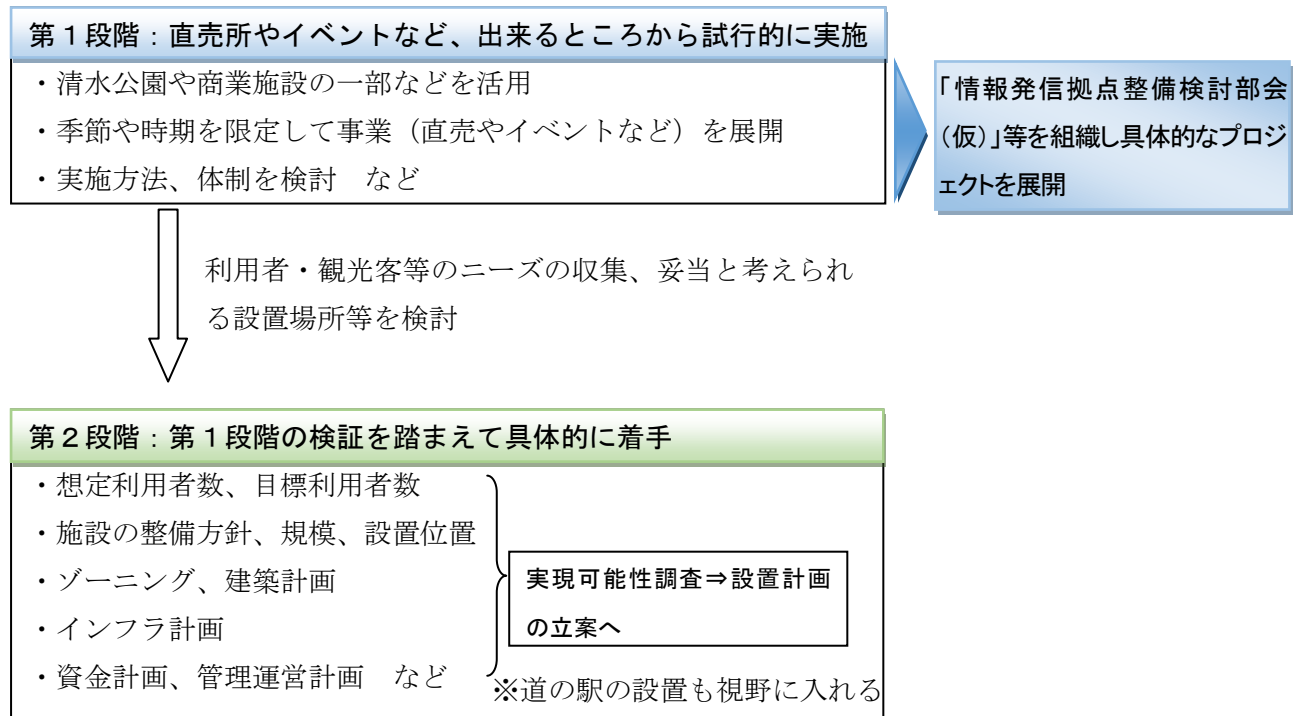 第１段階：直売所やイベントなど、出来るところから試行的に実施
・清水公園や商業施設の一部などを活用
・季節や時期を限定して事業（直売やイベントなど）を展開
・実施方法、体制を検討　など
「情報発信拠点整備検討部会
（仮）」等を組織し具体的なプロジ
ェクトを展開
利用者・観光客等のニーズの収集、妥当と考えられ
る設置場所等を検討
第２段階：第１段階の検証を踏まえて具体的に着手
・想定利用者数、目標利用者数
・施設の整備方針、規模、設置位置
・ゾーニング、建築計画
・インフラ計画
・資金計画、管理運営計画　など
実現可能性調査⇒設置計画
の立案へ
※道の駅の設置も視野に入れる